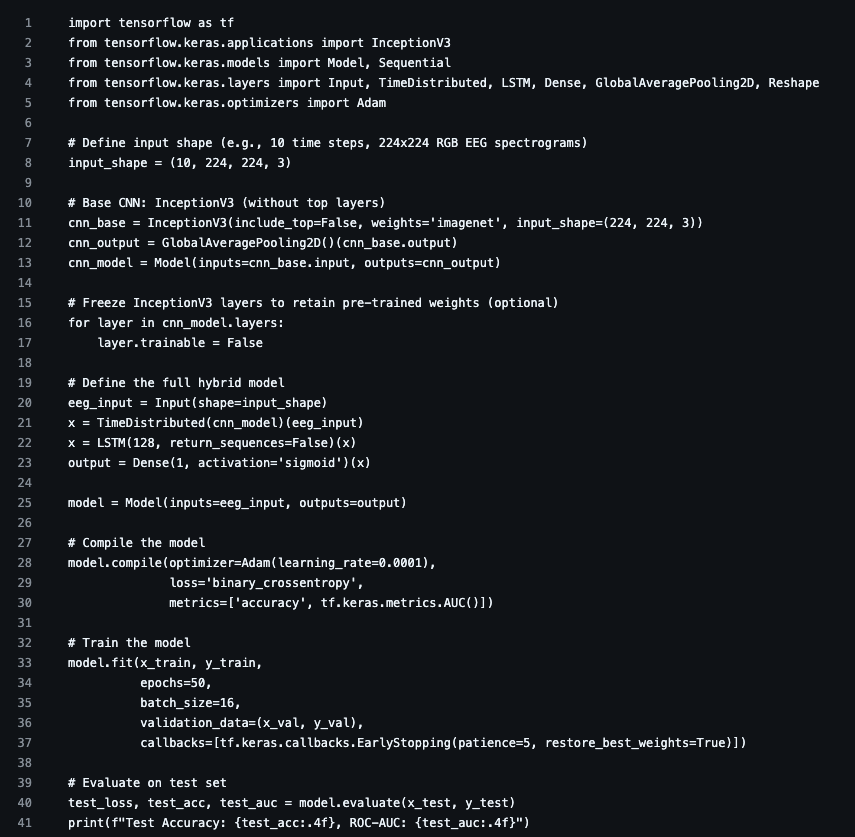 1 import tensorflow as tf
2 from tensorflow.keras.applications import InceptionV3
3 from tensorflow.keras.models import Model, Sequential
4 from tensorflow.keras.layers import Input, TimeDistributed, LSTM, Dense, GlobalAveragePooling2D, Reshape
5 from tensorflow.keras.optimizers import Adam
6
7 # Define input shape (e.g., 10 time steps, 224x224 RGB EEG spectrograms)
8 input_shape = (10, 224, 224, 3)
9
10 # Base CNN: InceptionV3 (without top layers)
11 cnn_base = InceptionV3(include_top=False, weights='imagenet', input_shape=(224, 224, 3))
12 cnn_output = GlobalAveragePooling2D()(cnn_base.output)
13 cnn_model = Model(inputs=cnn_base.input, outputs=cnn_output)
14
15 # Freeze InceptionV3 layers to retain pre-trained weights (optional)
16 for layer in cnn_model.layers:
17     layer.trainable = False
18
19 # Define the full hybrid model
20 eeg_input = Input(shape=input_shape)
21 x = TimeDistributed(cnn_model)(eeg_input)
22 x = LSTM(128, return_sequences=False)(x)
23 output = Dense(1, activation='sigmoid')(x)
24
25 model = Model(inputs=eeg_input, outputs=output)
26
27 # Compile the model
28 model.compile(optimizer=Adam(learning_rate=0.0001),
29               loss='binary_crossentropy',
30               metrics=['accuracy', tf.keras.metrics.AUC()])
31
32 # Train the model
33 model.fit(x_train, y_train,
34           epochs=50,
35           batch_size=16,
36           validation_data=(x_val, y_val),
37           callbacks=[tf.keras.callbacks.EarlyStopping(patience=5, restore_best_weights=True)])
38
39 # Evaluate on test set
40 test_loss, test_acc, test_auc = model.evaluate(x_test, y_test)
41 print(f"Test Accuracy: {test_acc:.4f}, ROC-AUC: {test_auc:.4f}")